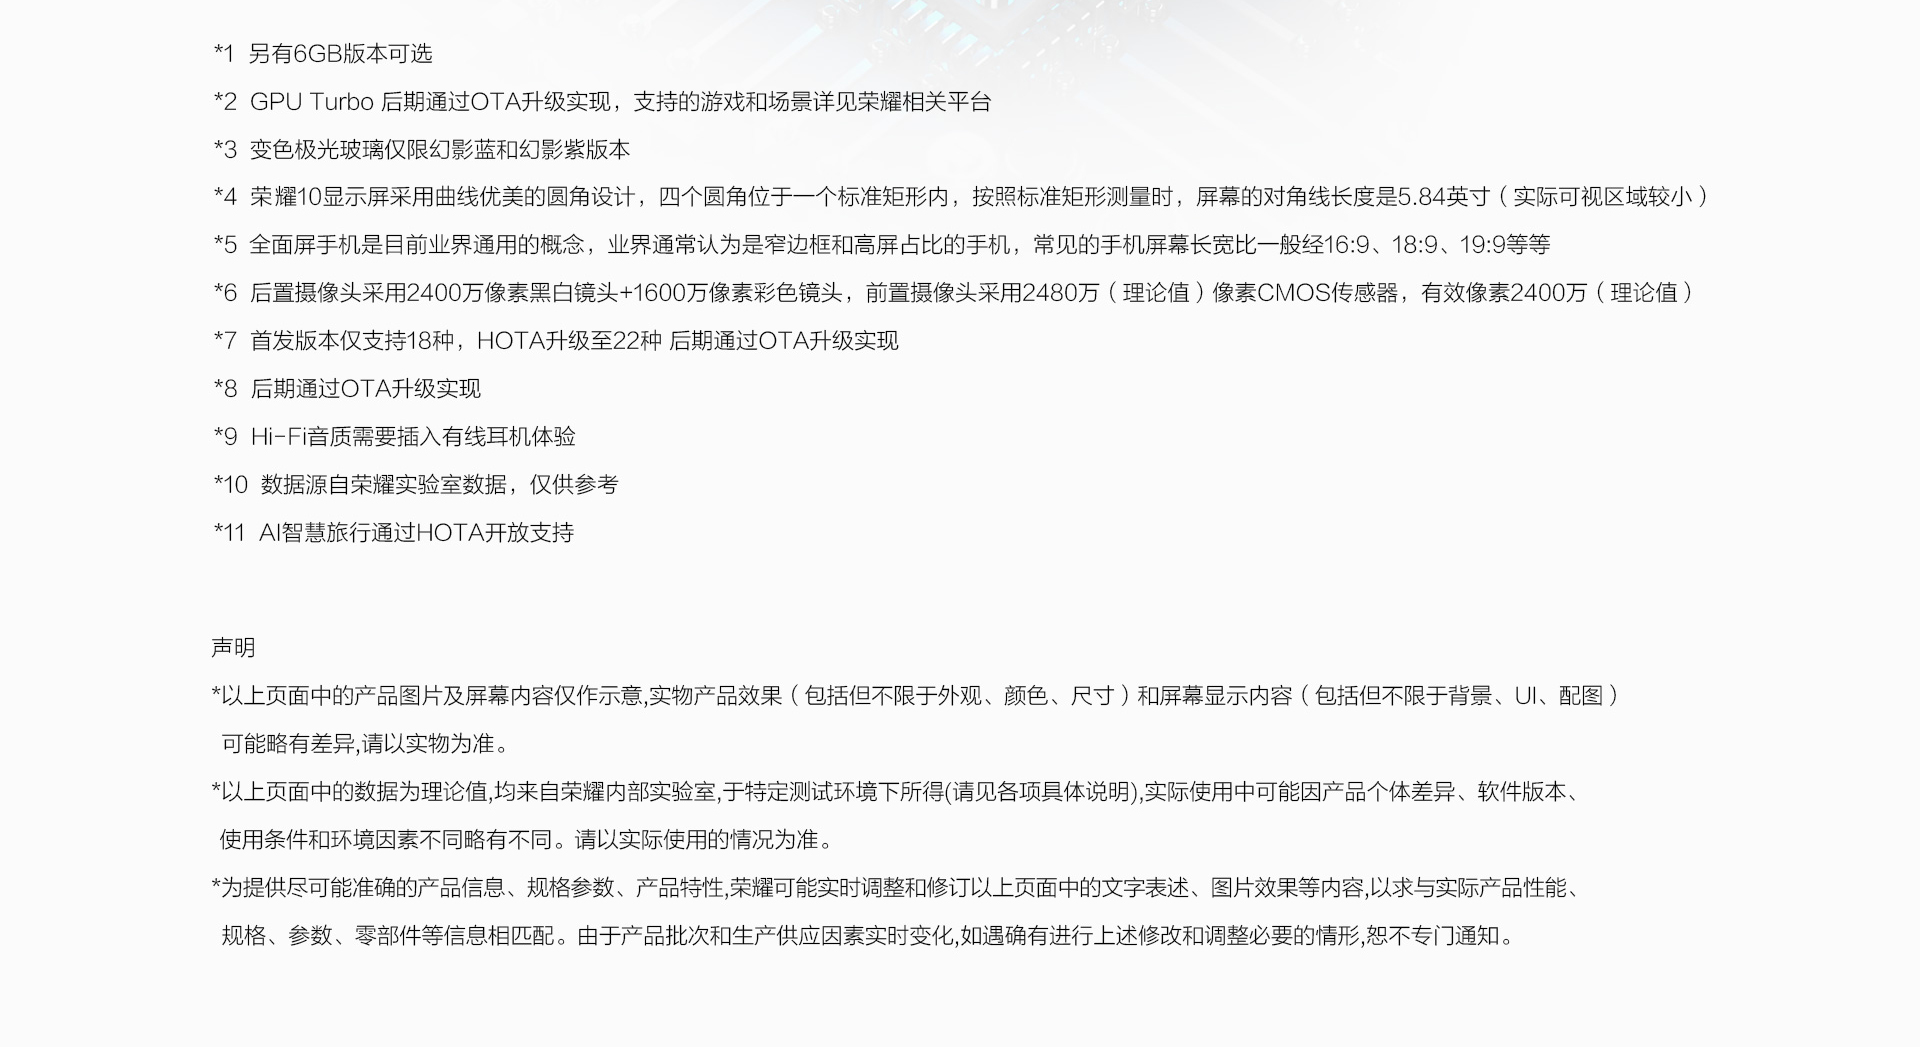 *1 另有6GB版本可选
*2 GPU Turbo 后期通过OTA升级实现，支持的游戏和场景详见荣耀相关平台
*3 变色极光玻璃仅限幻影蓝和幻影紫版本
*4 荣耀10显示屏采用曲线优美的圆角设计，四个圆角位于一个标准矩形内，按照标准矩形测量时，屏幕的对角线长度是5.84英寸（实际可视区域较小）
*5 全面屏手机是目前业界通用的概念，业界通常认为是窄边框和高屏占比的手机，常见的手机屏幕长宽比一般经16:9、18:9、19:9等等
*6 后置摄像头采用2400万像素黑白镜头+1600万像素彩色镜头，前置摄像头采用2480万（理论值）像素CMOS传感器，有效像素2400万（理论值）
*7 首发版本仅支持18种，HOTA升级至22种 后期通过OTA升级实现
*8 后期通过OTA升级实现
*9 Hi-Fi音质需要插入有线耳机体验
*10 数据源自荣耀实验室数据，仅供参考
*11 AI智慧旅行通过HOTA开放支持
声明
*以上页面中的产品图片及屏幕内容仅作示意,实物产品效果（包括但不限于外观、颜色、尺寸）和屏幕显示内容（包括但不限于背景、UI、配图）
可能略有差异,请以实物为准。
*以上页面中的数据为理论值,均来自荣耀内部实验室,于特定测试环境下所得(请见各项具体说明),实际使用中可能因产品个体差异、软件版本、
使用条件和环境因素不同略有不同。请以实际使用的情况为准。
*为提供尽可能准确的产品信息、规格参数、产品特性,荣耀可能实时调整和修订以上页面中的文字表述、图片效果等内容,以求与实际产品性能、
规格、参数、零部件等信息相匹配。由于产品批次和生产供应因素实时变化,如遇确有进行上述修改和调整必要的情形,恕不专门通知。